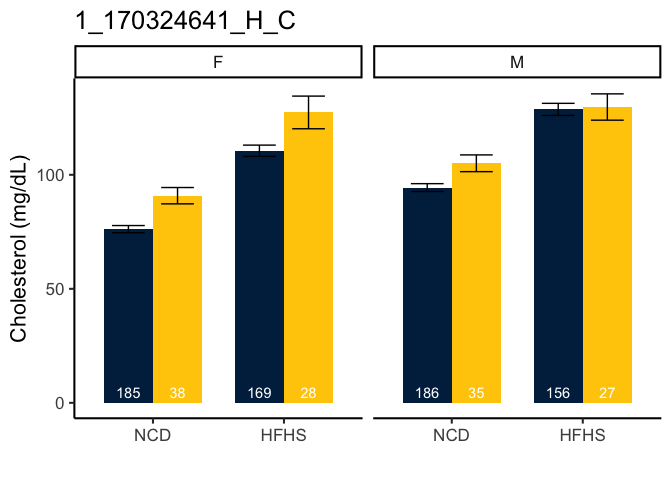 1_170324641_H_C
F
M
Cholesterol (mg/dL)
100
50
0
185
38
169
28
186
35
156
27
NCD
HFHS
NCD
HFHS